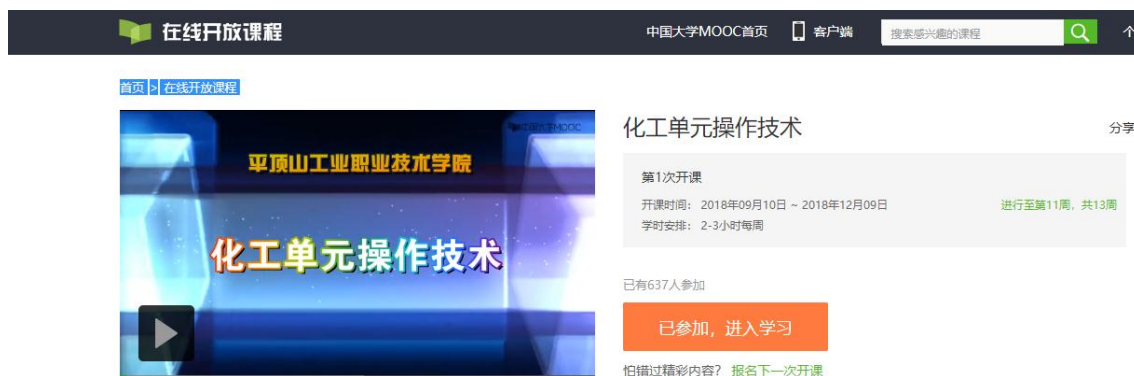 在线开放课程
中国大学MOOC首页 客户端 搜索感兴趣的课程 个
首页 > 在线开放课程
中国大学MOOC
平顶山工业职业技术学院
化工单元操作技术
化工单元操作技术
分享
第1次开课
开课时间： 2018年09月10日 ~ 2018年12月09日
进行至第11周，共13周
学时安排： 2-3小时每周
已有637人参加
已参加，进入学习
怕错过精彩内容？ 报名下一次开课